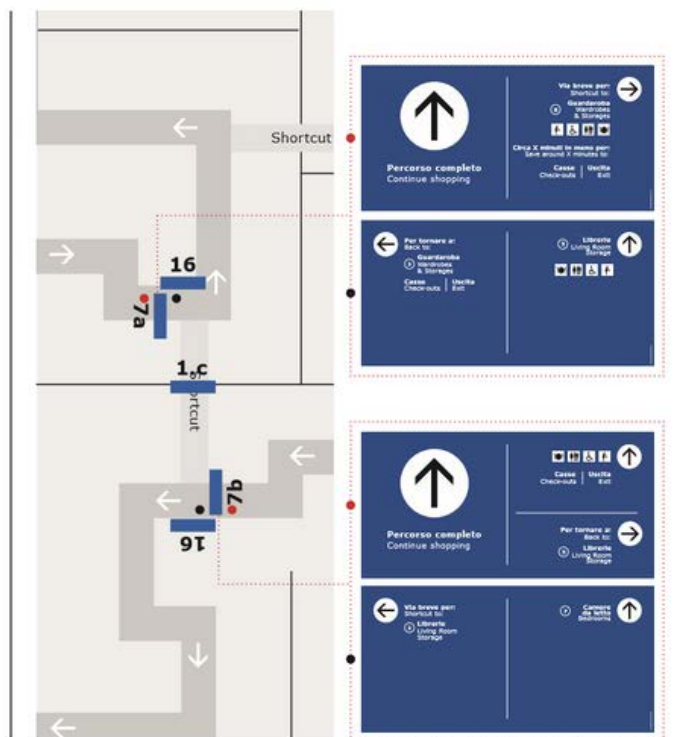 Shortcut
16
7a
1.c
Shortcut
7b
16
Percorso completo
Continue shopping
Via breve per:
Shortcut to:
Guardaroba
Wardrobes
& Storages
Circa X minuti in meno per:
Save around X minutes to:
Casse | Uscita
Check-outs | Exit
Per tornare a:
Back to:
Guardaroba
Wardrobes
& Storages
Casse | Uscita
Check-outs | Exit
Librerie
Living Room
Storage
Percorso completo
Continue shopping
Casse | Uscita
Check-outs | Exit
Per tornare a:
Back to:
Librerie
Living Room
Storage
Via breve per:
Shortcut to:
Librerie
Living Room
Storage
Camere
da letto
Bedrooms